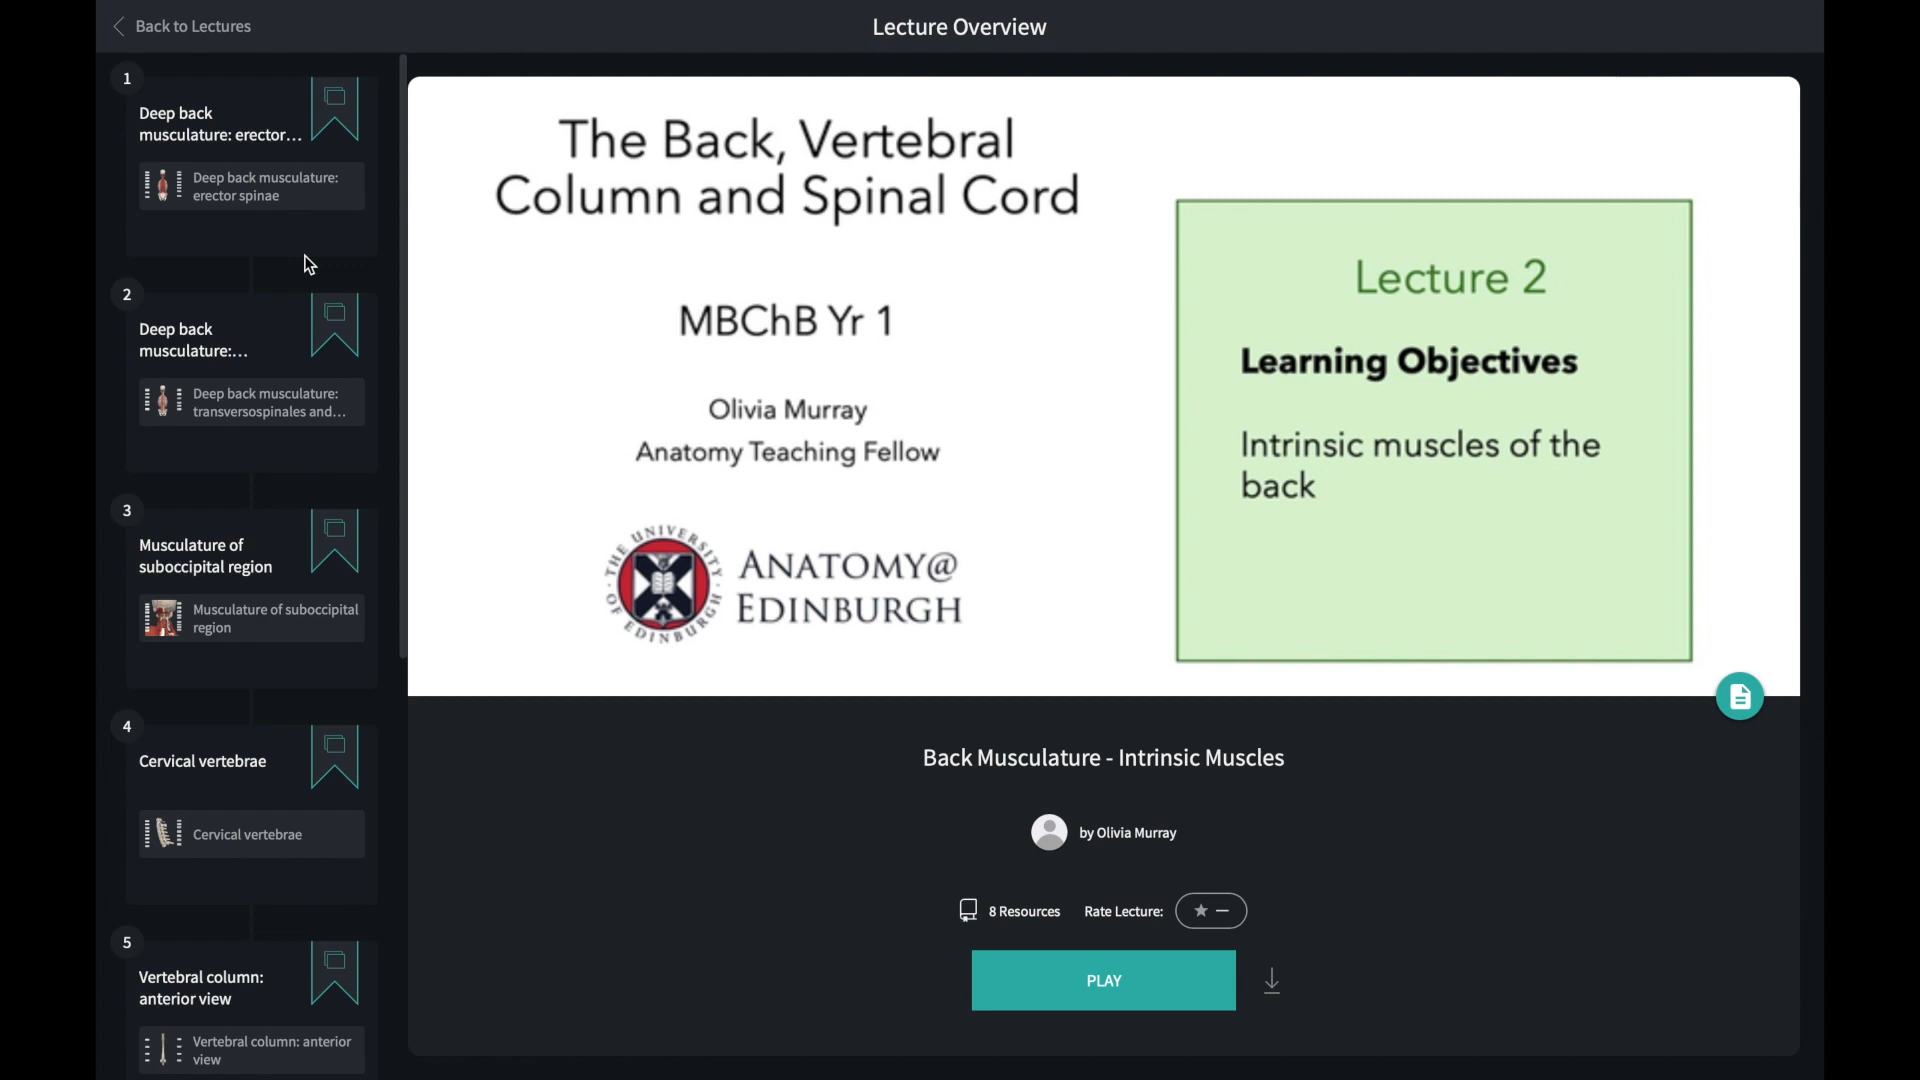 Back to Lectures
Lecture Overview
1
Deep back
musculature: erector...
Deep back musculature:
erector spinae
2
Deep back
musculature:...
Deep back musculature:
transversospinales and...
3
Musculature of
suboccipital region
Musculature of suboccipital
region
4
Cervical vertebrae
Cervical vertebrae
5
Vertebral column:
anterior view
Vertebral column: anterior
view
The Back, Vertebral
Column and Spinal Cord
MBChB Yr 1
Olivia Murray
Anatomy Teaching Fellow
THE UNIVERSITY OF EDINBURGH
ANATOMY@
EDINBURGH
Lecture 2
Learning Objectives
Intrinsic muscles of the
back
Back Musculature - Intrinsic Muscles
by Olivia Murray
8 Resources
Rate Lecture:
PLAY